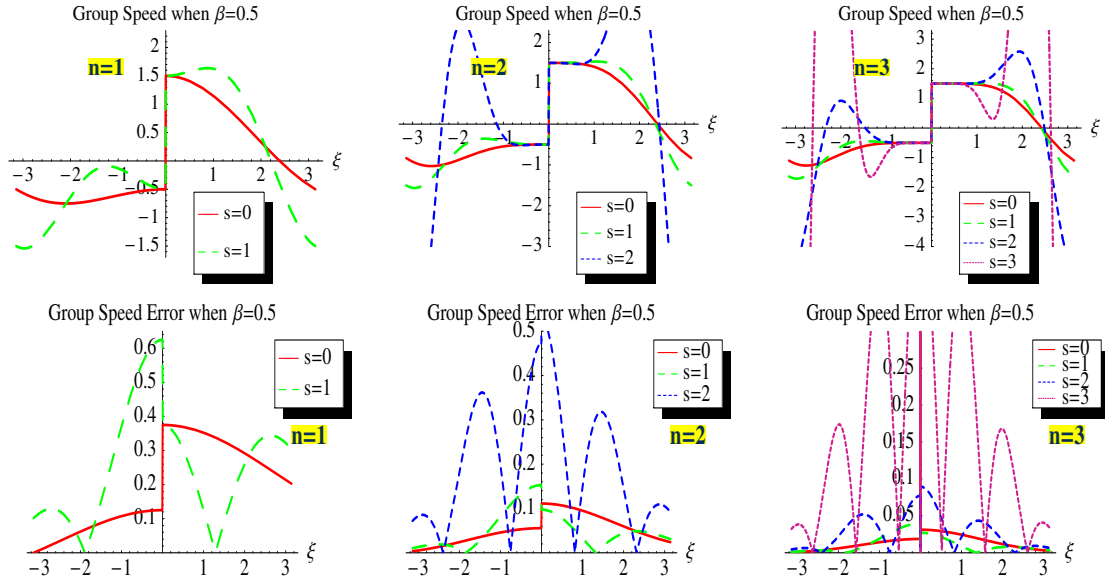 Group Speed when β=0.5
n=1
2
1.5
1
0.5
-0.5
-1
-1.5
-3 -2 -1 1 2 3
ξ
s=0
s=1
Group Speed when β=0.5
n=2
2
1
-1
-2
-3
-3 -2 -1 1 2 3
ξ
s=0
s=1
s=2
Group Speed when β=0.5
n=3
3
2
1
-1
-2
-3
-4
-3 -2 -1 1 2 3
ξ
s=0
s=1
s=2
s=3
Group Speed Error when β=0.5
n=1
0.6
0.5
0.4
0.3
0.2
0.1
-3 -2 -1 1 2 3
ξ
s=0
s=1
Group Speed Error when β=0.5
n=2
0.5
0.4
0.3
0.2
0.1
-3 -2 -1 1 2 3
ξ
s=0
s=1
s=2
Group Speed Error when β=0.5
n=3
0.25
0.2
0.15
0.1
0.05
-3 -2 -1 1 2 3
ξ
s=0
s=1
s=2
s=3